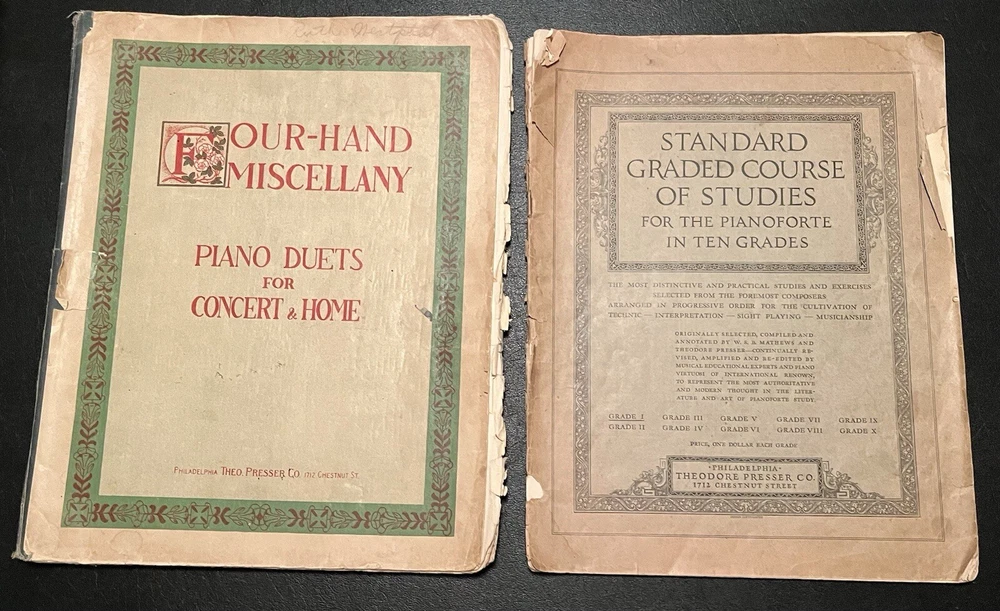 FOUR-HAND
MISCELLANY
PIANO DUETS
FOR
CONCERT & HOME
PHILADELPHIA THEO. PRESSER CO. 1712 CHESTNUT ST.
STANDARD
GRADED COURSE
OF STUDIES
FOR THE PIANOFORTE
IN TEN GRADES
THE MOST DISTINCTIVE AND PRACTICAL STUDIES AND EXERCISES
SELECTED FROM THE FOREMOST COMPOSERS
ARRANGED IN PROGRESSIVE ORDER FOR THE CULTIVATION OF
TECHNIC — INTERPRETATION — SIGHT PLAYING — MUSICIANSHIP
ORIGINALLY SELECTED, COMPILED AND
ANNOTATED BY W. S. B. MATHEWS AND
THEODORE PRESSER—CONTINUALLY RE-
VISED, AMPLIFIED AND RE-EDITED BY
MUSICAL EDUCATIONAL EXPERTS AND PIANO
VIRTUOSI OF INTERNATIONAL RENOWN,
TO REPRESENT THE MOST AUTHORITATIVE
AND MODERN THOUGHT IN THE LITER-
ATURE AND ART OF PIANOFORTE STUDY.
GRADE I GRADE III GRADE V GRADE VII GRADE IX
GRADE II GRADE IV GRADE VI GRADE VIII GRADE X
PRICE, ONE DOLLAR EACH GRADE
·PHILADELPHIA·
THEODORE PRESSER CO.
1712 CHESTNUT STREET